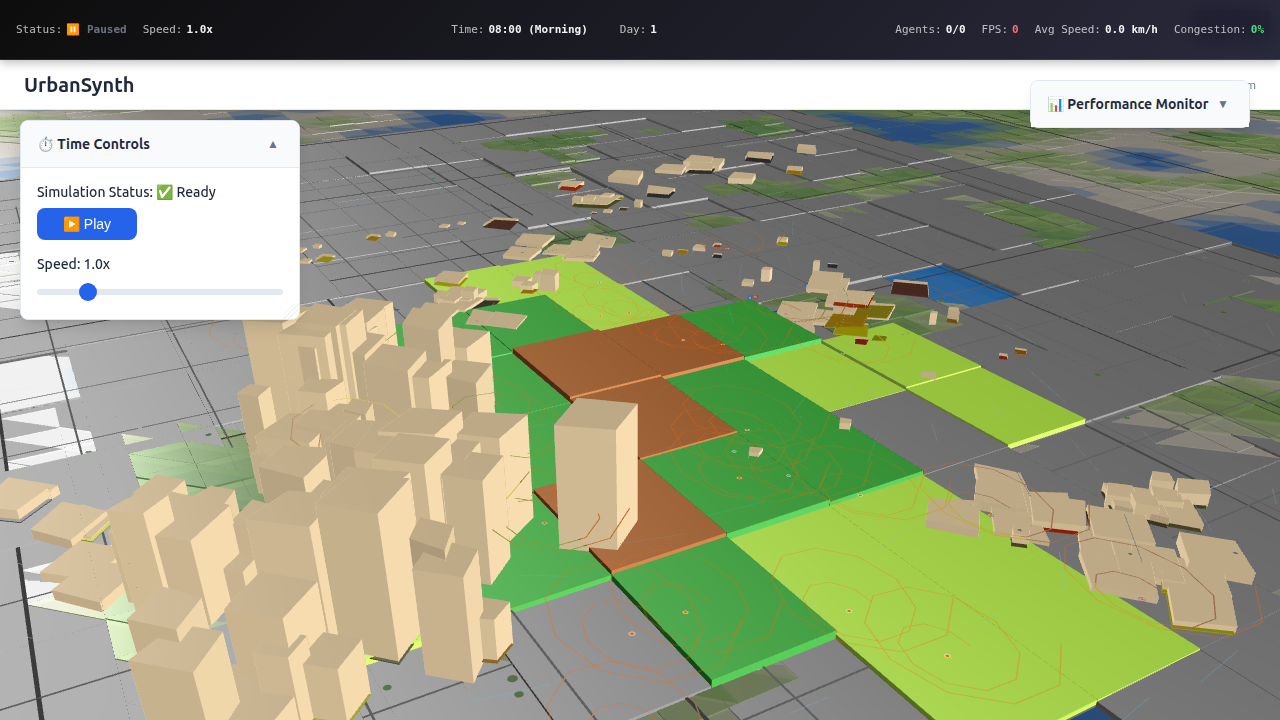 Status: ⏸️ Paused Speed: 1.0x Time: 08:00 (Morning) Day: 1 Agents: 0/0 FPS: 0 Avg Speed: 0.0 km/h Congestion: 0%
UrbanSynth
📊 Performance Monitor ▼
⏱️ Time Controls ▲
Simulation Status: ✅ Ready
▶️ Play
Speed: 1.0x